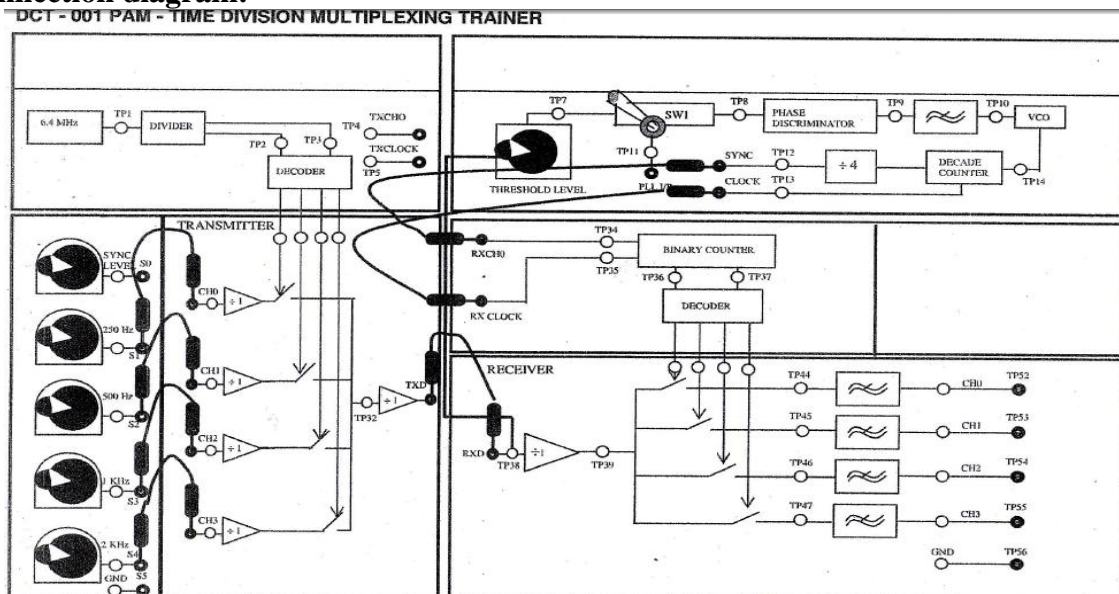 nnection diagram:
DCT - 001 PAM - TIME DIVISION MULTIPLEXING TRAINER
6.4 MHz
TP1
DIVIDER
TP2
TP3
TP4
TXCH0
TXCLOCK
TP5
DECODER
TP7
THRESHOLD LEVEL
SW1
TP8
PHASE
DISCRIMINATOR
TP9
TP10
VCO
TP11
PLL I/P
SYNC
TP12
÷ 4
DECADE
COUNTER
TP14
CLOCK
TP13
TRANSMITTER
SYNC
LEVEL
S0
250 Hz
S1
500 Hz
S2
1 KHz
S3
2 KHz
S4
S5
GND
CH0
÷ 1
CH1
÷ 1
CH2
÷ 1
CH3
÷ 1
TP32
÷ 1
TXD
RXCH0
RX CLOCK
TP34
TP35
BINARY COUNTER
TP36
TP37
DECODER
RECEIVER
RXD
TP38
÷1
TP39
TP44
CH0
TP52
TP45
CH1
TP53
TP46
CH2
TP54
TP47
CH3
TP55
GND
TP56